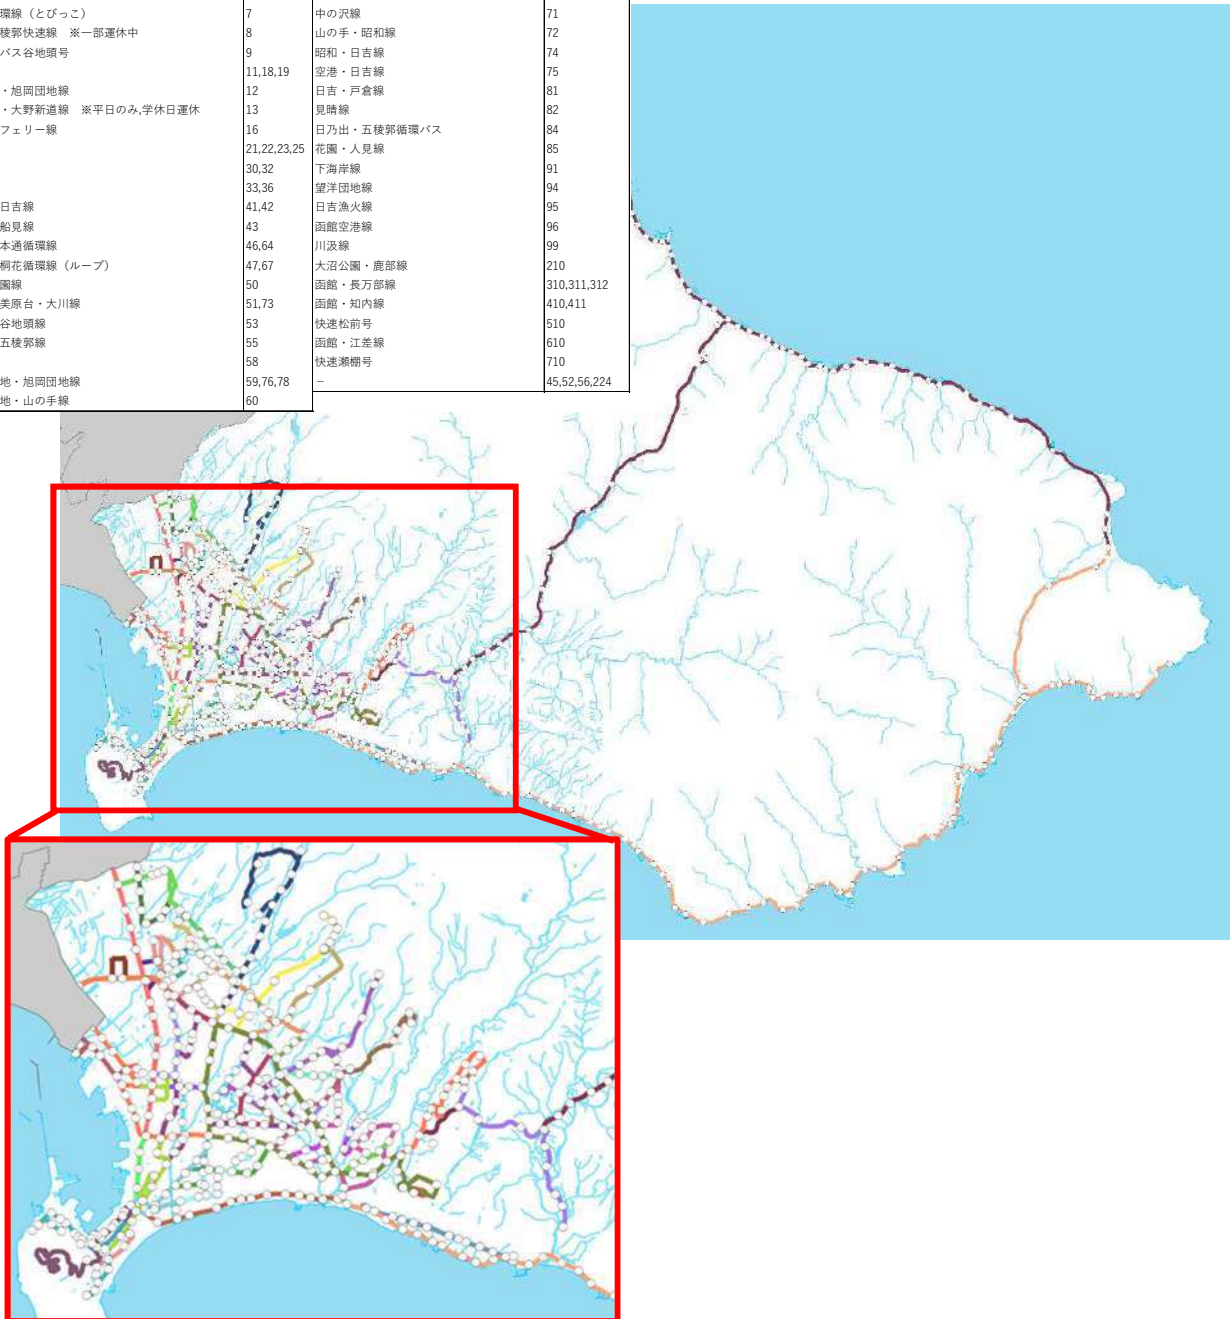 環線（とびっこ） 7 中の沢線 71
稜郭快速線　※一部運休中 8 山の手・昭和線 72
バス谷地頭号 9 昭和・日吉線 74
11,18,19 空港・日吉線 75
・旭岡団地線 12 日吉・戸倉線 81
・大野新道線　※平日のみ,学休日運休 13 見晴線 82
フェリー線 16 日乃出・五稜郭循環バス 84
21,22,23,25 花園・人見線 85
30,32 下海岸線 91
33,36 望洋団地線 94
日吉線 41,42 日吉漁火線 95
船見線 43 函館空港線 96
本通循環線 46,64 川汲線 99
桐花循環線（ループ） 47,67 大沼公園・鹿部線 210
園線 50 函館・長万部線 310,311,312
美原台・大川線 51,73 函館・知内線 410,411
谷地頭線 53 快速松前号 510
五稜郭線 55 函館・江差線 610
58 快速瀬棚号 710
地・旭岡団地線 59,76,78 － 45,52,56,224
地・山の手線 60